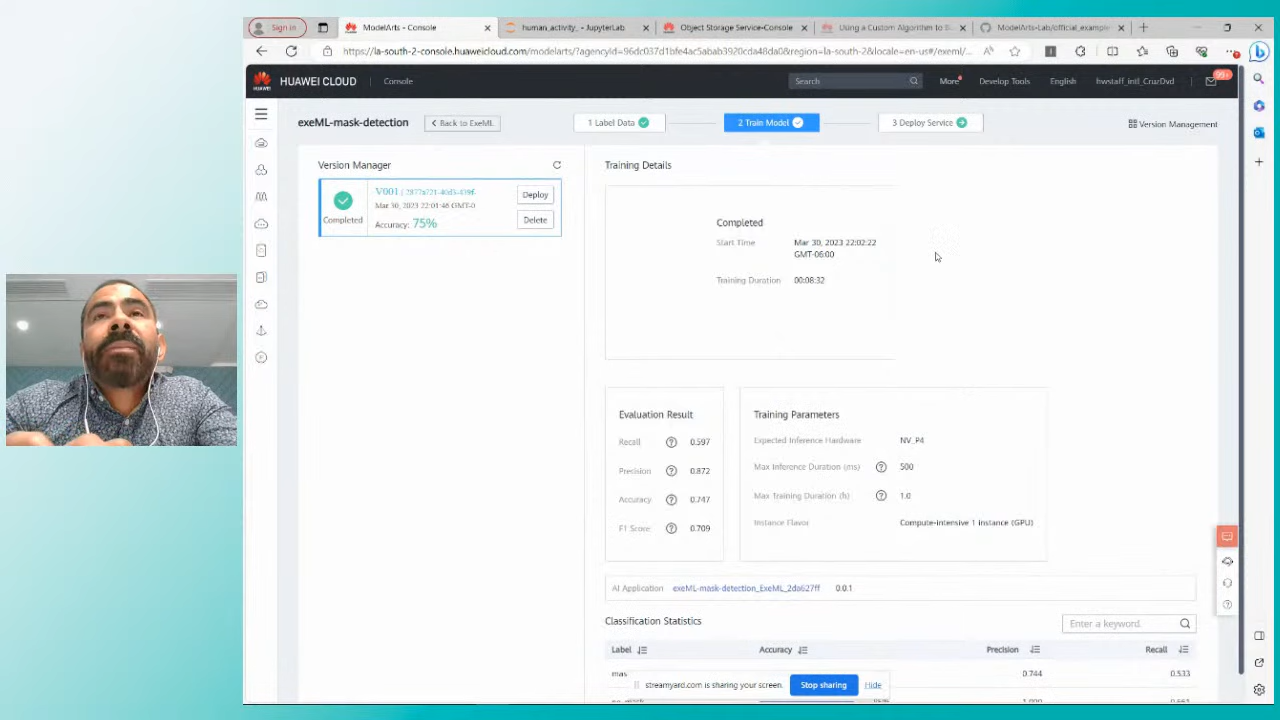 Sign in
ModelArts - Console
human_activity_ - JupyterLab
Object Storage Service-Console
Using a Custom Algorithm to
ModelArts-Lab/official_example
https://la-south-2-console.huaweicloud.com/modelarts/?agencyId=96dc037d1bfe4ac5abab3920cda48da0&region=la-south-2&locale=en-us#/exeml/...
HUAWEI
HUAWEI CLOUD
Console
Search
More
Develop Tools
English
hwstaff_intl_CruzDvd
99+
exeML-mask-detection
< Back to ExeML
1 Label Data
2 Train Model
3 Deploy Service
Version Management
Version Manager
V001
Mar 30, 2023 22:01:46 GMT-0
Completed
Accuracy: 75%
Deploy
Delete
Training Details
Completed
Start Time
Mar 30, 2023 22:02:22
GMT-06:00
Training Duration
00:08:32
Evaluation Result
Recall
0.597
Precision
0.872
Accuracy
0.747
F1 Score
0.709
Training Parameters
Expected Inference Hardware
NV_P4
Max Inference Duration (ms)
500
Max Training Duration (h)
1.0
Instance Flavor
Compute-intensive 1 instance (GPU)
AI Application
exeML-mask-detection_ExeML_2da627ff
0.0.1
Classification Statistics
Enter a keyword.
Label
Accuracy
Precision
Recall
mas
0.744
0.533
streamyard.com is sharing your screen.
Stop sharing
Hide